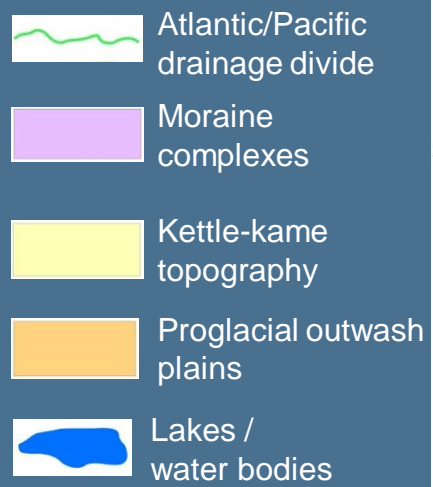 Atlantic/Pacific
drainage divide
Moraine
complexes
Kettle-kame
topography
Proglacial outwash
plains
Lakes /
water bodies